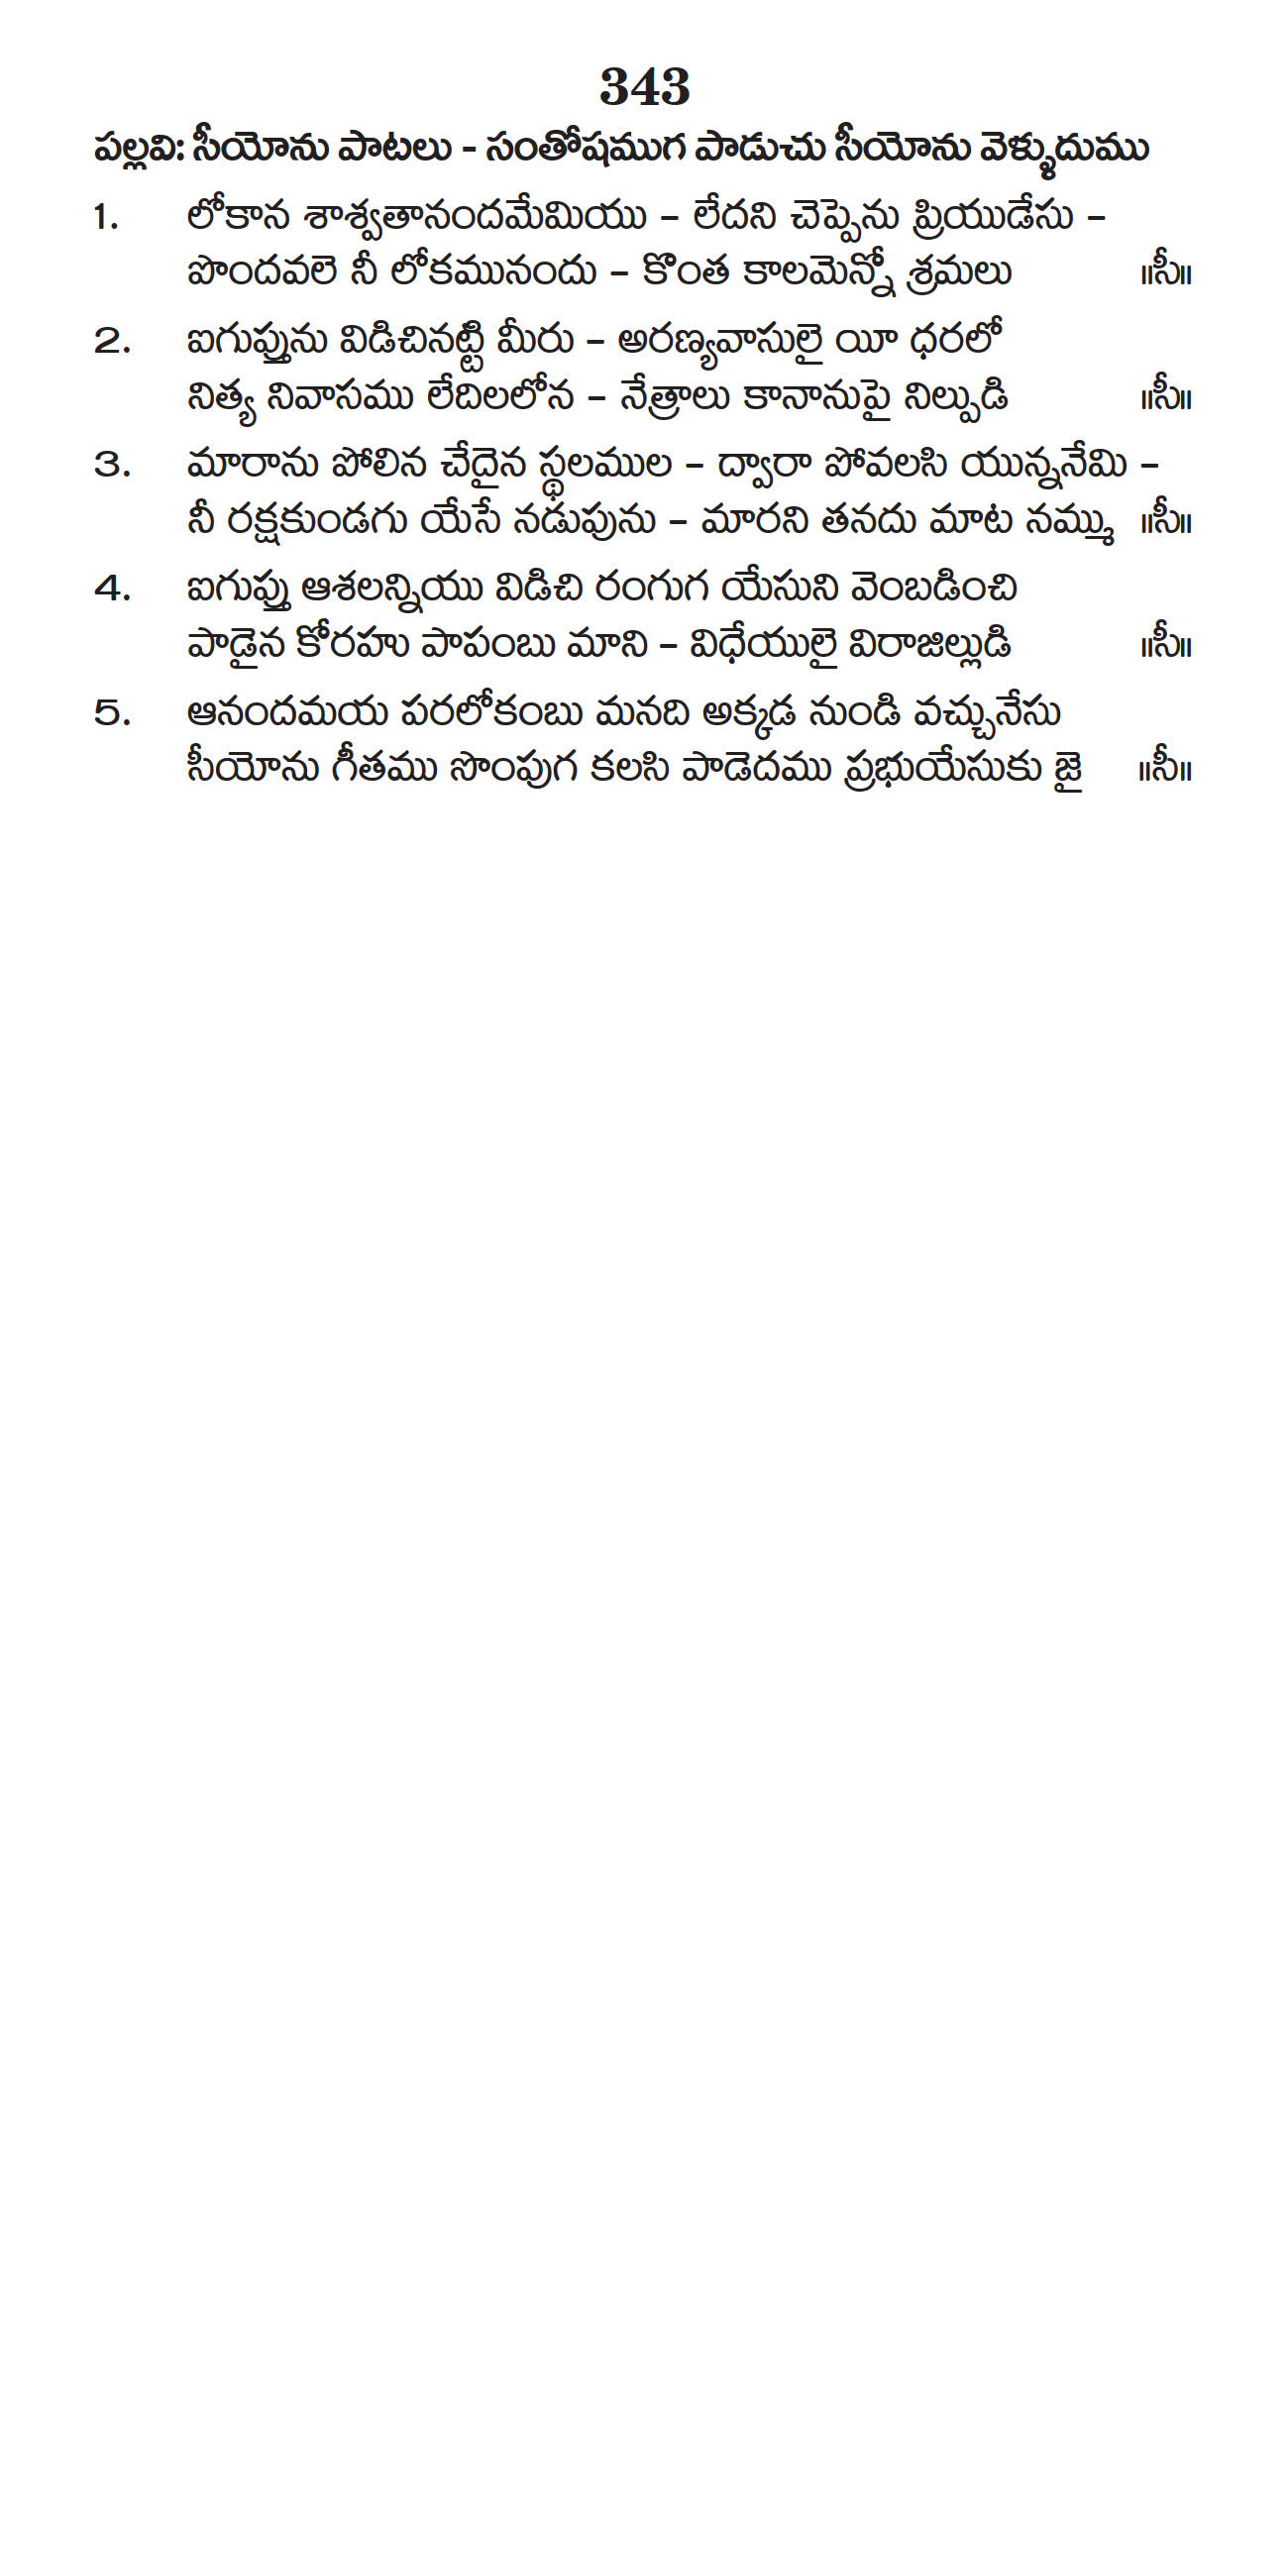 343
పల్లవి: సీయోను పాటలు - సంతోషముగ పాడుచు సీయోను వెళ్ళుదుము
1. లోకాన శాశ్వతానందమేమియు – లేదని చెప్పెను ప్రియుడేసు –
పొందవలె నీ లోకమునందు – కొంత కాలమెన్నో శ్రమలు ॥సీ॥
2. ఐగుప్తును విడిచినట్టి మీరు – అరణ్యవాసులై యీ ధరలో
నిత్య నివాసము లేదిలలోన – నేత్రాలు కానానుపై నిల్పుడి ॥సీ॥
3. మారాను పోలిన చేదైన స్థలముల – ద్వారా పోవలసి యున్ననేమి –
నీ రక్షకుండగు యేసే నడుపును – మారని తనదు మాట నమ్ము ॥సీ॥
4. ఐగుప్తు ఆశలన్నియు విడిచి రంగుగ యేసుని వెంబడించి
పాడైన కోరహు పాపంబు మాని – విధేయులై విరాజిల్లుడి ॥సీ॥
5. ఆనందమయ పరలోకంబు మనది అక్కడ నుండి వచ్చునేసు
సీయోను గీతము సొంపుగ కలసి పాడెదము ప్రభుయేసుకు జై ॥సీ॥